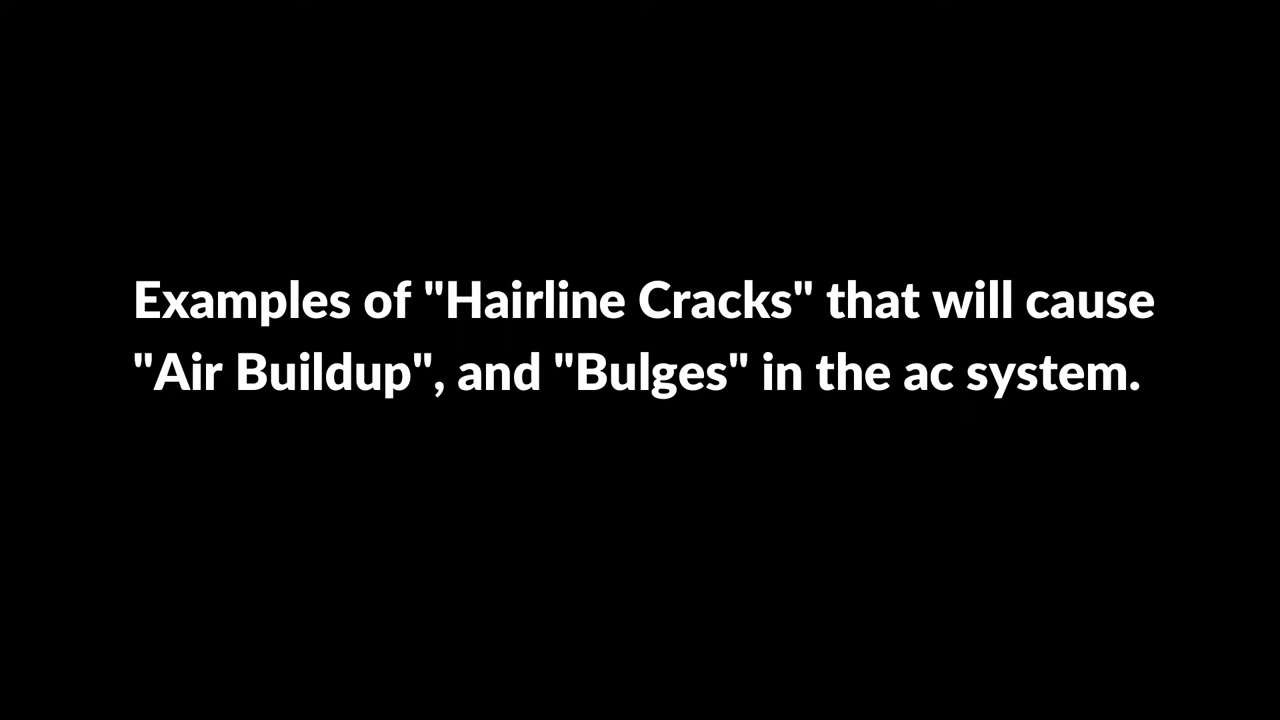 Examples of "Hairline Cracks" that will cause
"Air Buildup", and "Bulges" in the ac system.